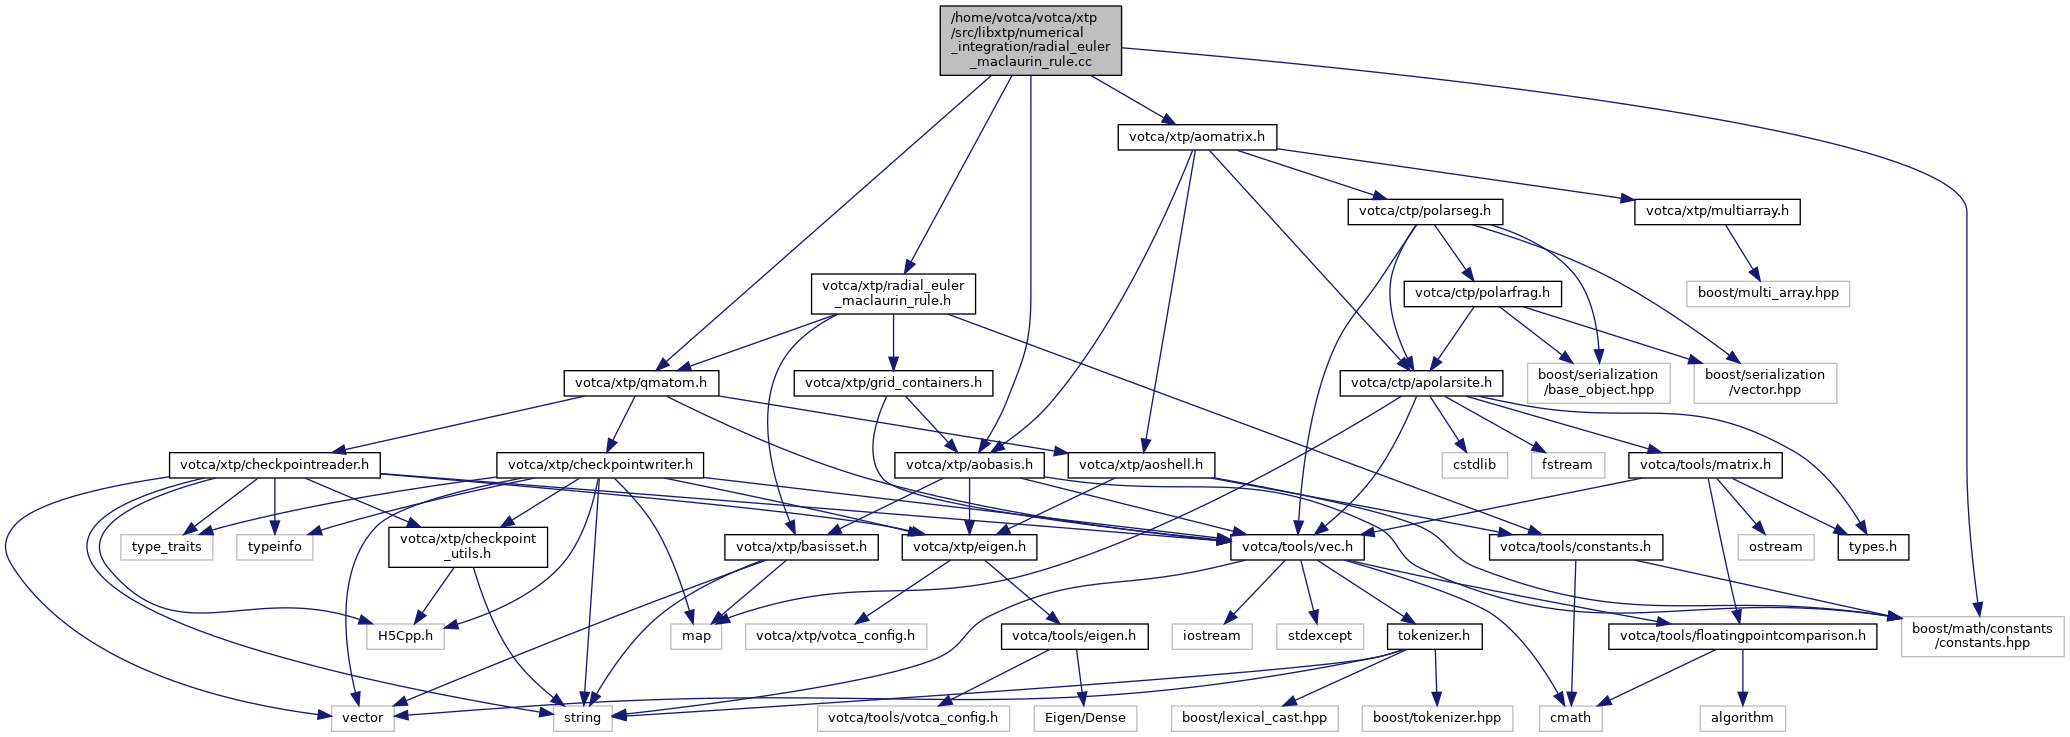 /home/votca/votca/xtp
/src/libxtp/numerical
_integration/radial_euler
_maclaurin_rule.cc
votca/xtp/aomatrix.h
votca/ctp/polarseg.h
votca/xtp/multiarray.h
votca/xtp/radial_euler
_maclaurin_rule.h
votca/ctp/polarfrag.h
boost/multi_array.hpp
votca/xtp/qmatom.h
votca/xtp/grid_containers.h
votca/ctp/apolarsite.h
boost/serialization
/base_object.hpp
boost/serialization
/vector.hpp
votca/xtp/checkpointreader.h
votca/xtp/checkpointwriter.h
votca/xtp/aobasis.h
votca/xtp/aoshell.h
cstdlib
fstream
votca/tools/matrix.h
type_traits
typeinfo
votca/xtp/checkpoint
_utils.h
votca/xtp/basisset.h
votca/xtp/eigen.h
votca/tools/vec.h
votca/tools/constants.h
ostream
types.h
H5Cpp.h
map
votca/xtp/votca_config.h
votca/tools/eigen.h
iostream
stdexcept
tokenizer.h
votca/tools/floatingpointcomparison.h
boost/math/constants
/constants.hpp
vector
string
votca/tools/votca_config.h
Eigen/Dense
boost/lexical_cast.hpp
boost/tokenizer.hpp
cmath
algorithm